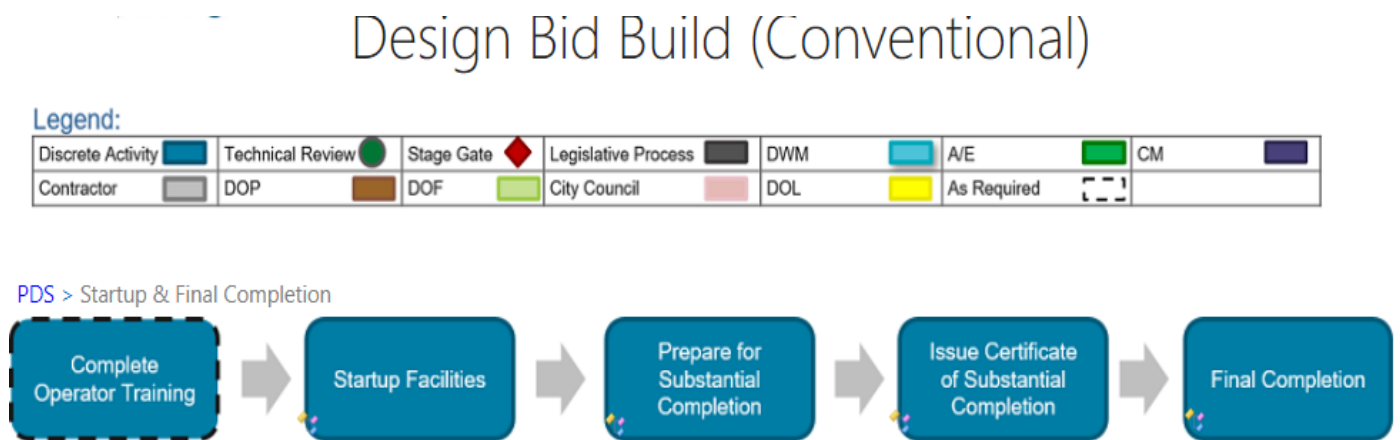 Design Bid Build (Conventional)
Legend:
Discrete Activity Technical Review Stage Gate Legislative Process DWM A/E CM
Contractor DOP DOF City Council DOL As Required
PDS > Startup & Final Completion
Complete
Operator Training
Startup Facilities
Prepare for
Substantial
Completion
Issue Certificate
of Substantial
Completion
Final Completion